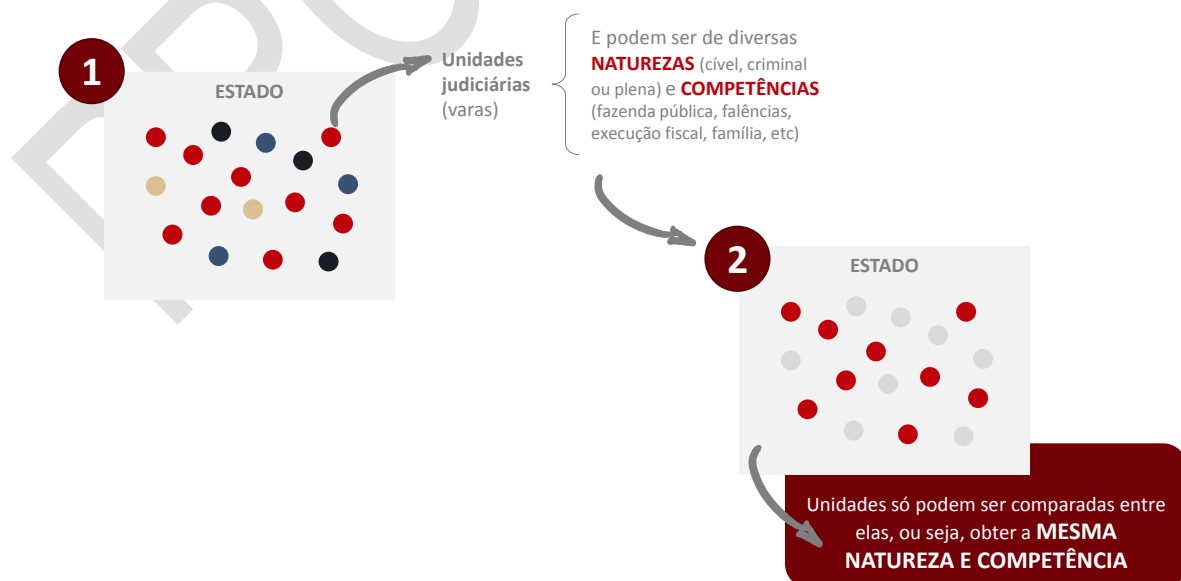 1
ESTADO
Unidades
judiciárias
(varas)
E podem ser de diversas
NATUREZAS (cível, criminal
ou plena) e COMPETÊNCIAS
(fazenda pública, falências,
execução fiscal, família, etc)
2
ESTADO
Unidades só podem ser comparadas entre
elas, ou seja, obter a MESMA
NATUREZA E COMPETÊNCIA